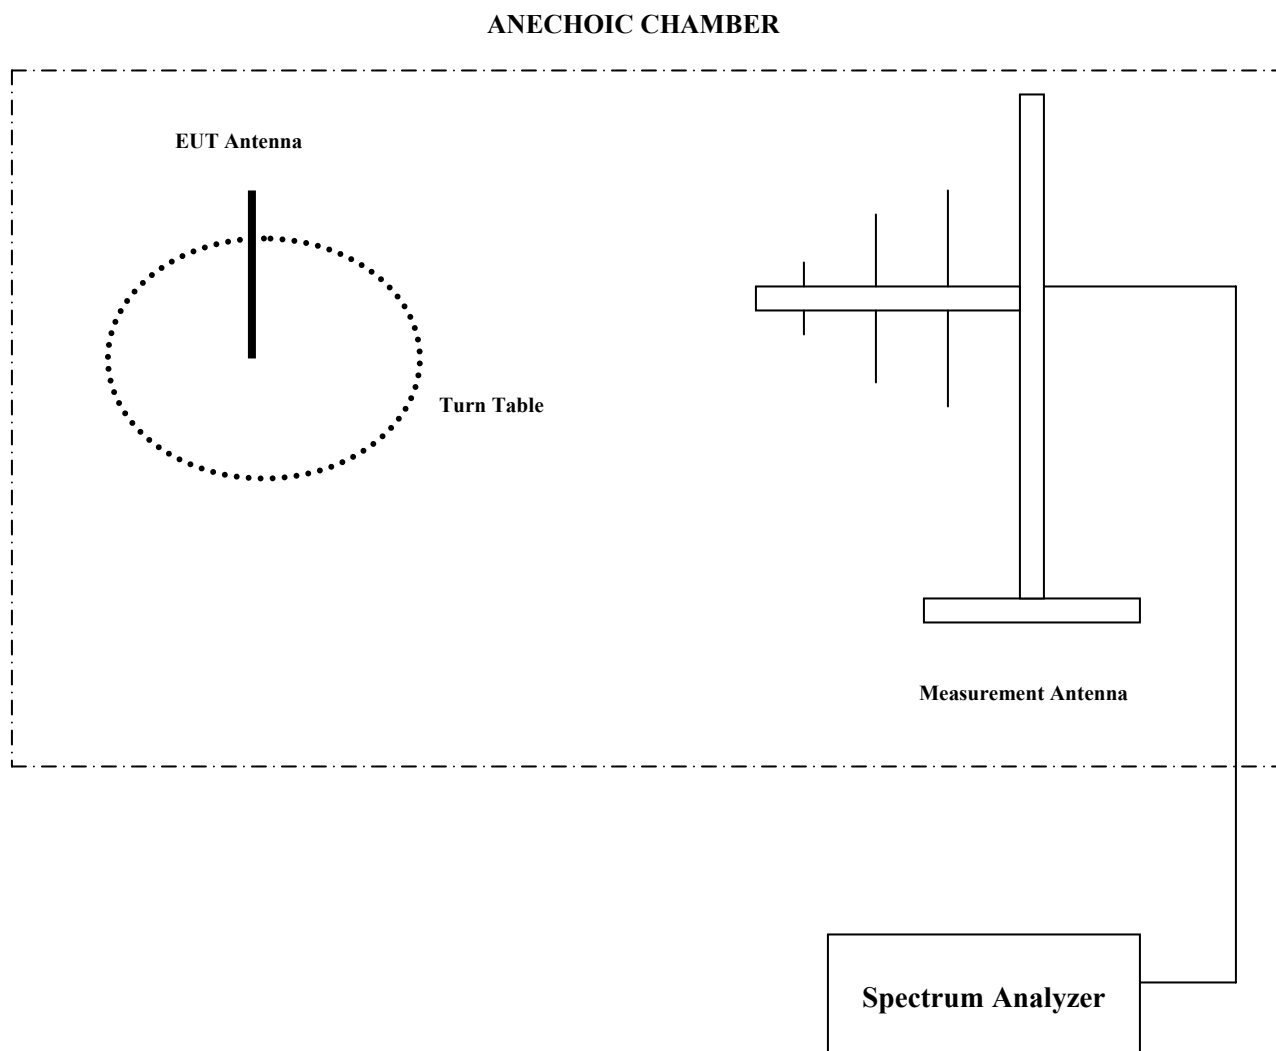 ANECHOIC CHAMBER
EUT Antenna
Turn Table
Measurement Antenna
Spectrum Analyzer